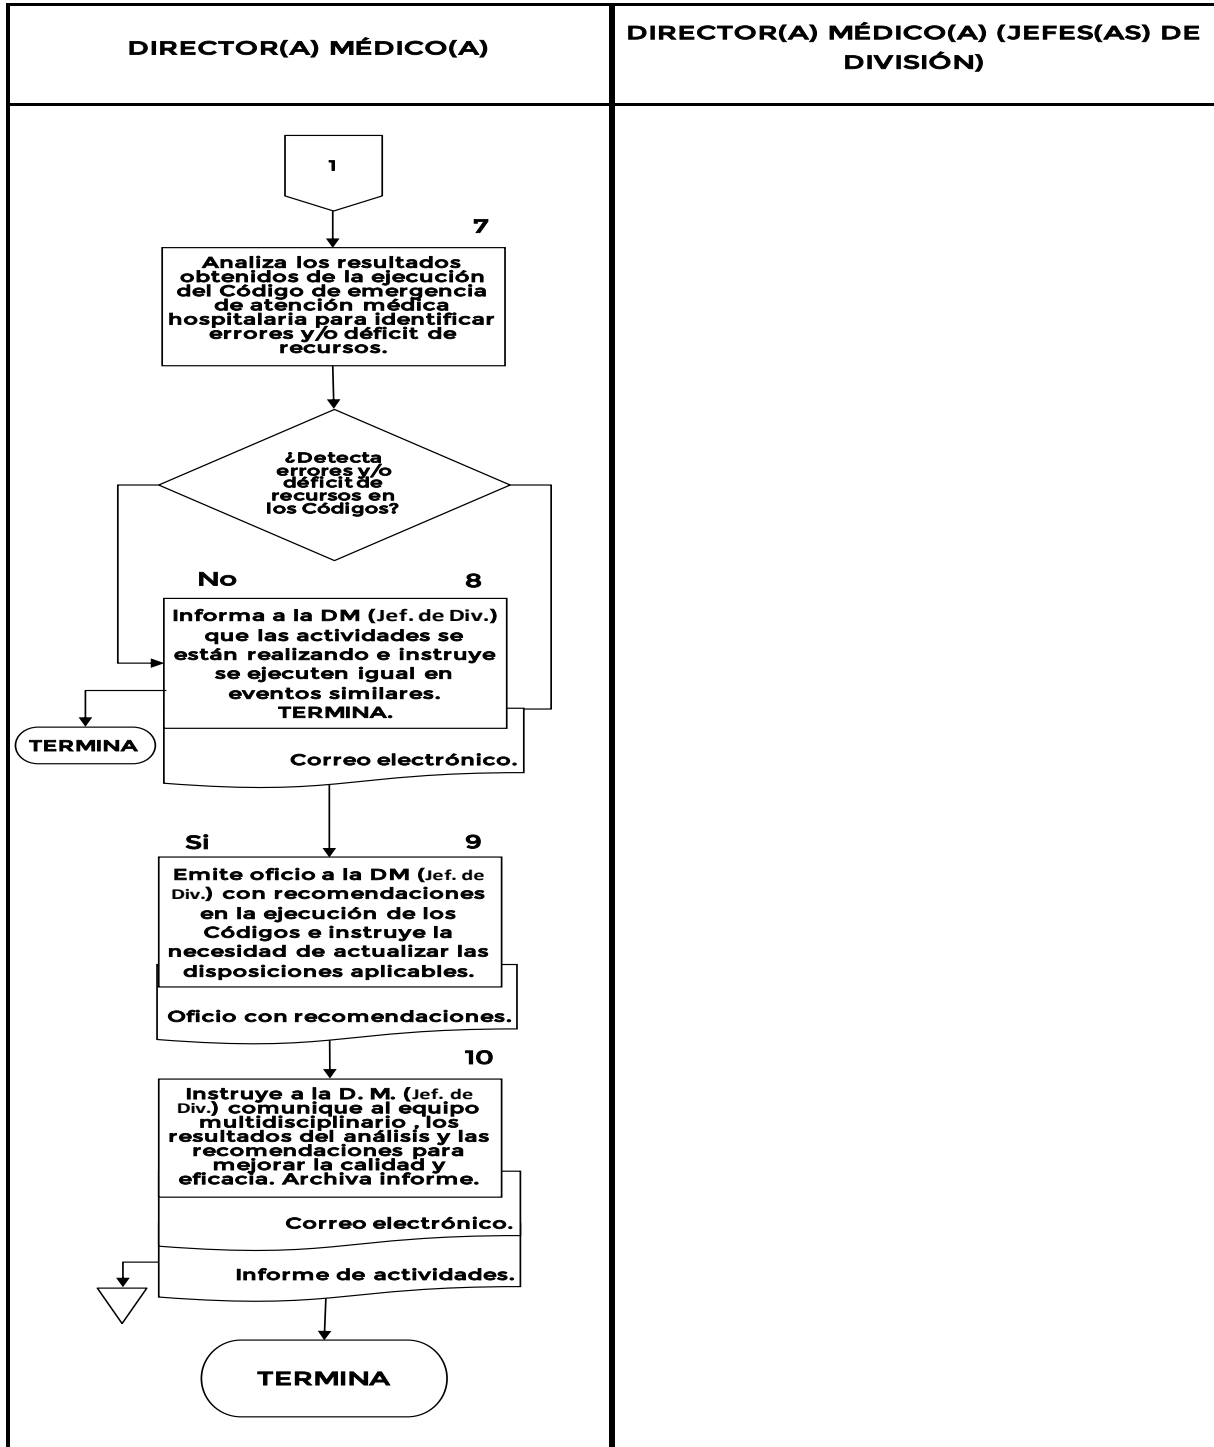 DIRECTOR(A) MÉDICO(A)
DIRECTOR(A) MÉDICO(A) (JEFES(AS) DE
DIVISIÓN)
1
7
Analiza los resultados
obtenidos de la ejecución
del Código de emergencia
de atención médica
hospitalaria para identificar
errores y/o déficit de
recursos.
¿Detecta
errores y/o
déficit de
recursos en
los Códigos?
No
8
Informa a la DM (Jef. de Div.)
que las actividades se
están realizando e instruye
se ejecuten igual en
eventos similares.
TERMINA.
TERMINA
Correo electrónico.
Si
9
Emite oficio a la DM (Jef. de
Div.) con recomendaciones
en la ejecución de los
Códigos e instruye la
necesidad de actualizar las
disposiciones aplicables.
Oficio con recomendaciones.
10
Instruye a la D. M. (Jef. de
Div.) comunique al equipo
multidisciplinario , los
resultados del análisis y las
recomendaciones para
mejorar la calidad y
eficacia. Archiva informe.
Correo electrónico.
Informe de actividades.
TERMINA